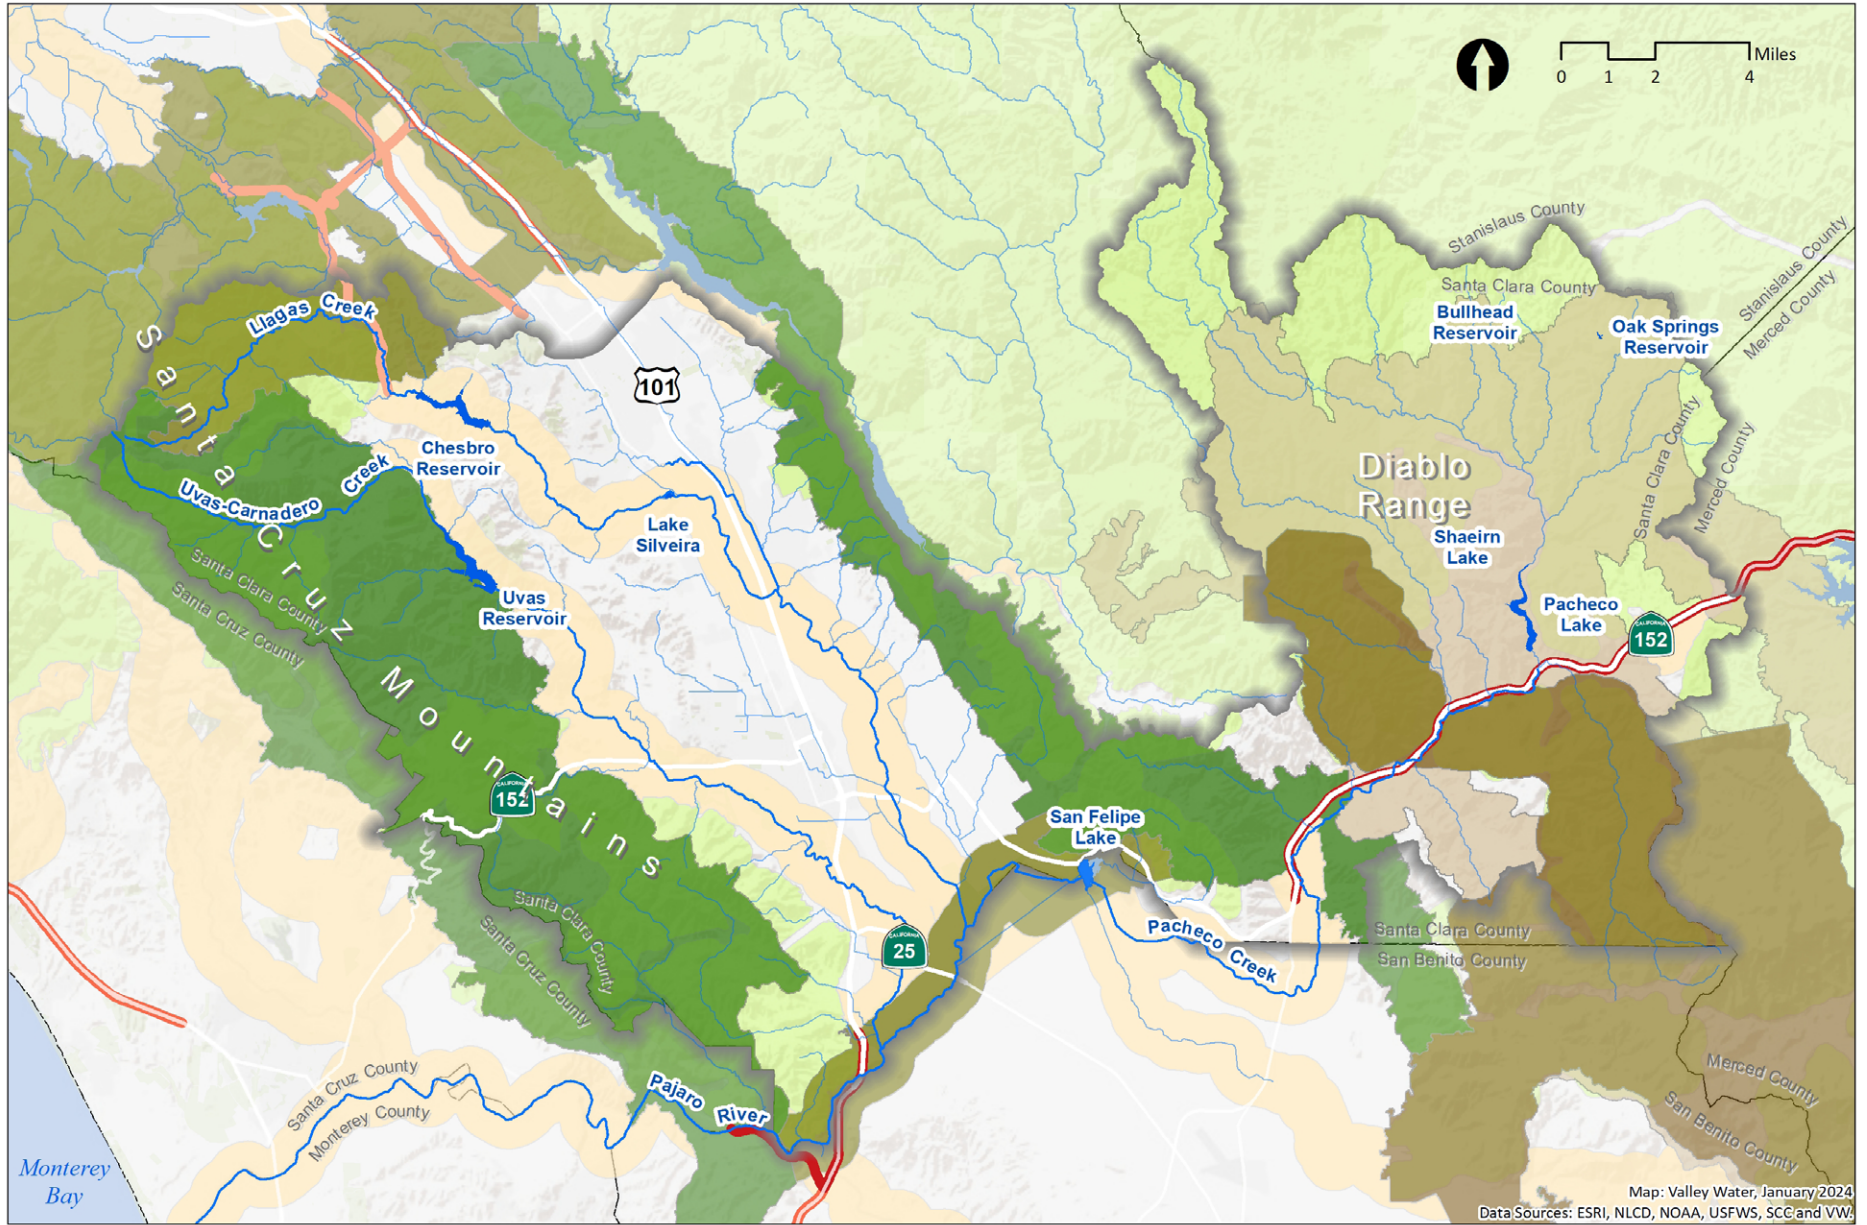 Miles
0 1 2 4
Stanislaus County
Santa Clara County
Stanislaus County
Merced County
Bullhead
Reservoir
Oak Springs
Reservoir
Llagas Creek
Santa Cruz Mountains
101
Chesbro
Reservoir
Uvas-Carnadero Creek
Diablo
Range
Santa Clara County
Merced County
Lake
Silveira
Shaeirn
Lake
Santa Clara County
Santa Cruz County
Uvas
Reservoir
Pacheco
Lake
CALIFORNIA
152
CALIFORNIA
152
San Felipe
Lake
Santa Clara County
Santa Cruz County
CALIFORNIA
25
Pacheco Creek
Santa Clara County
San Benito County
Santa Cruz County
Monterey County
Pajaro River
Merced County
San Benito County
Monterey
Bay
Map: Valley Water, January 2024
Data Sources: ESRI, NLCD, NOAA, USFWS, SCC and VW.